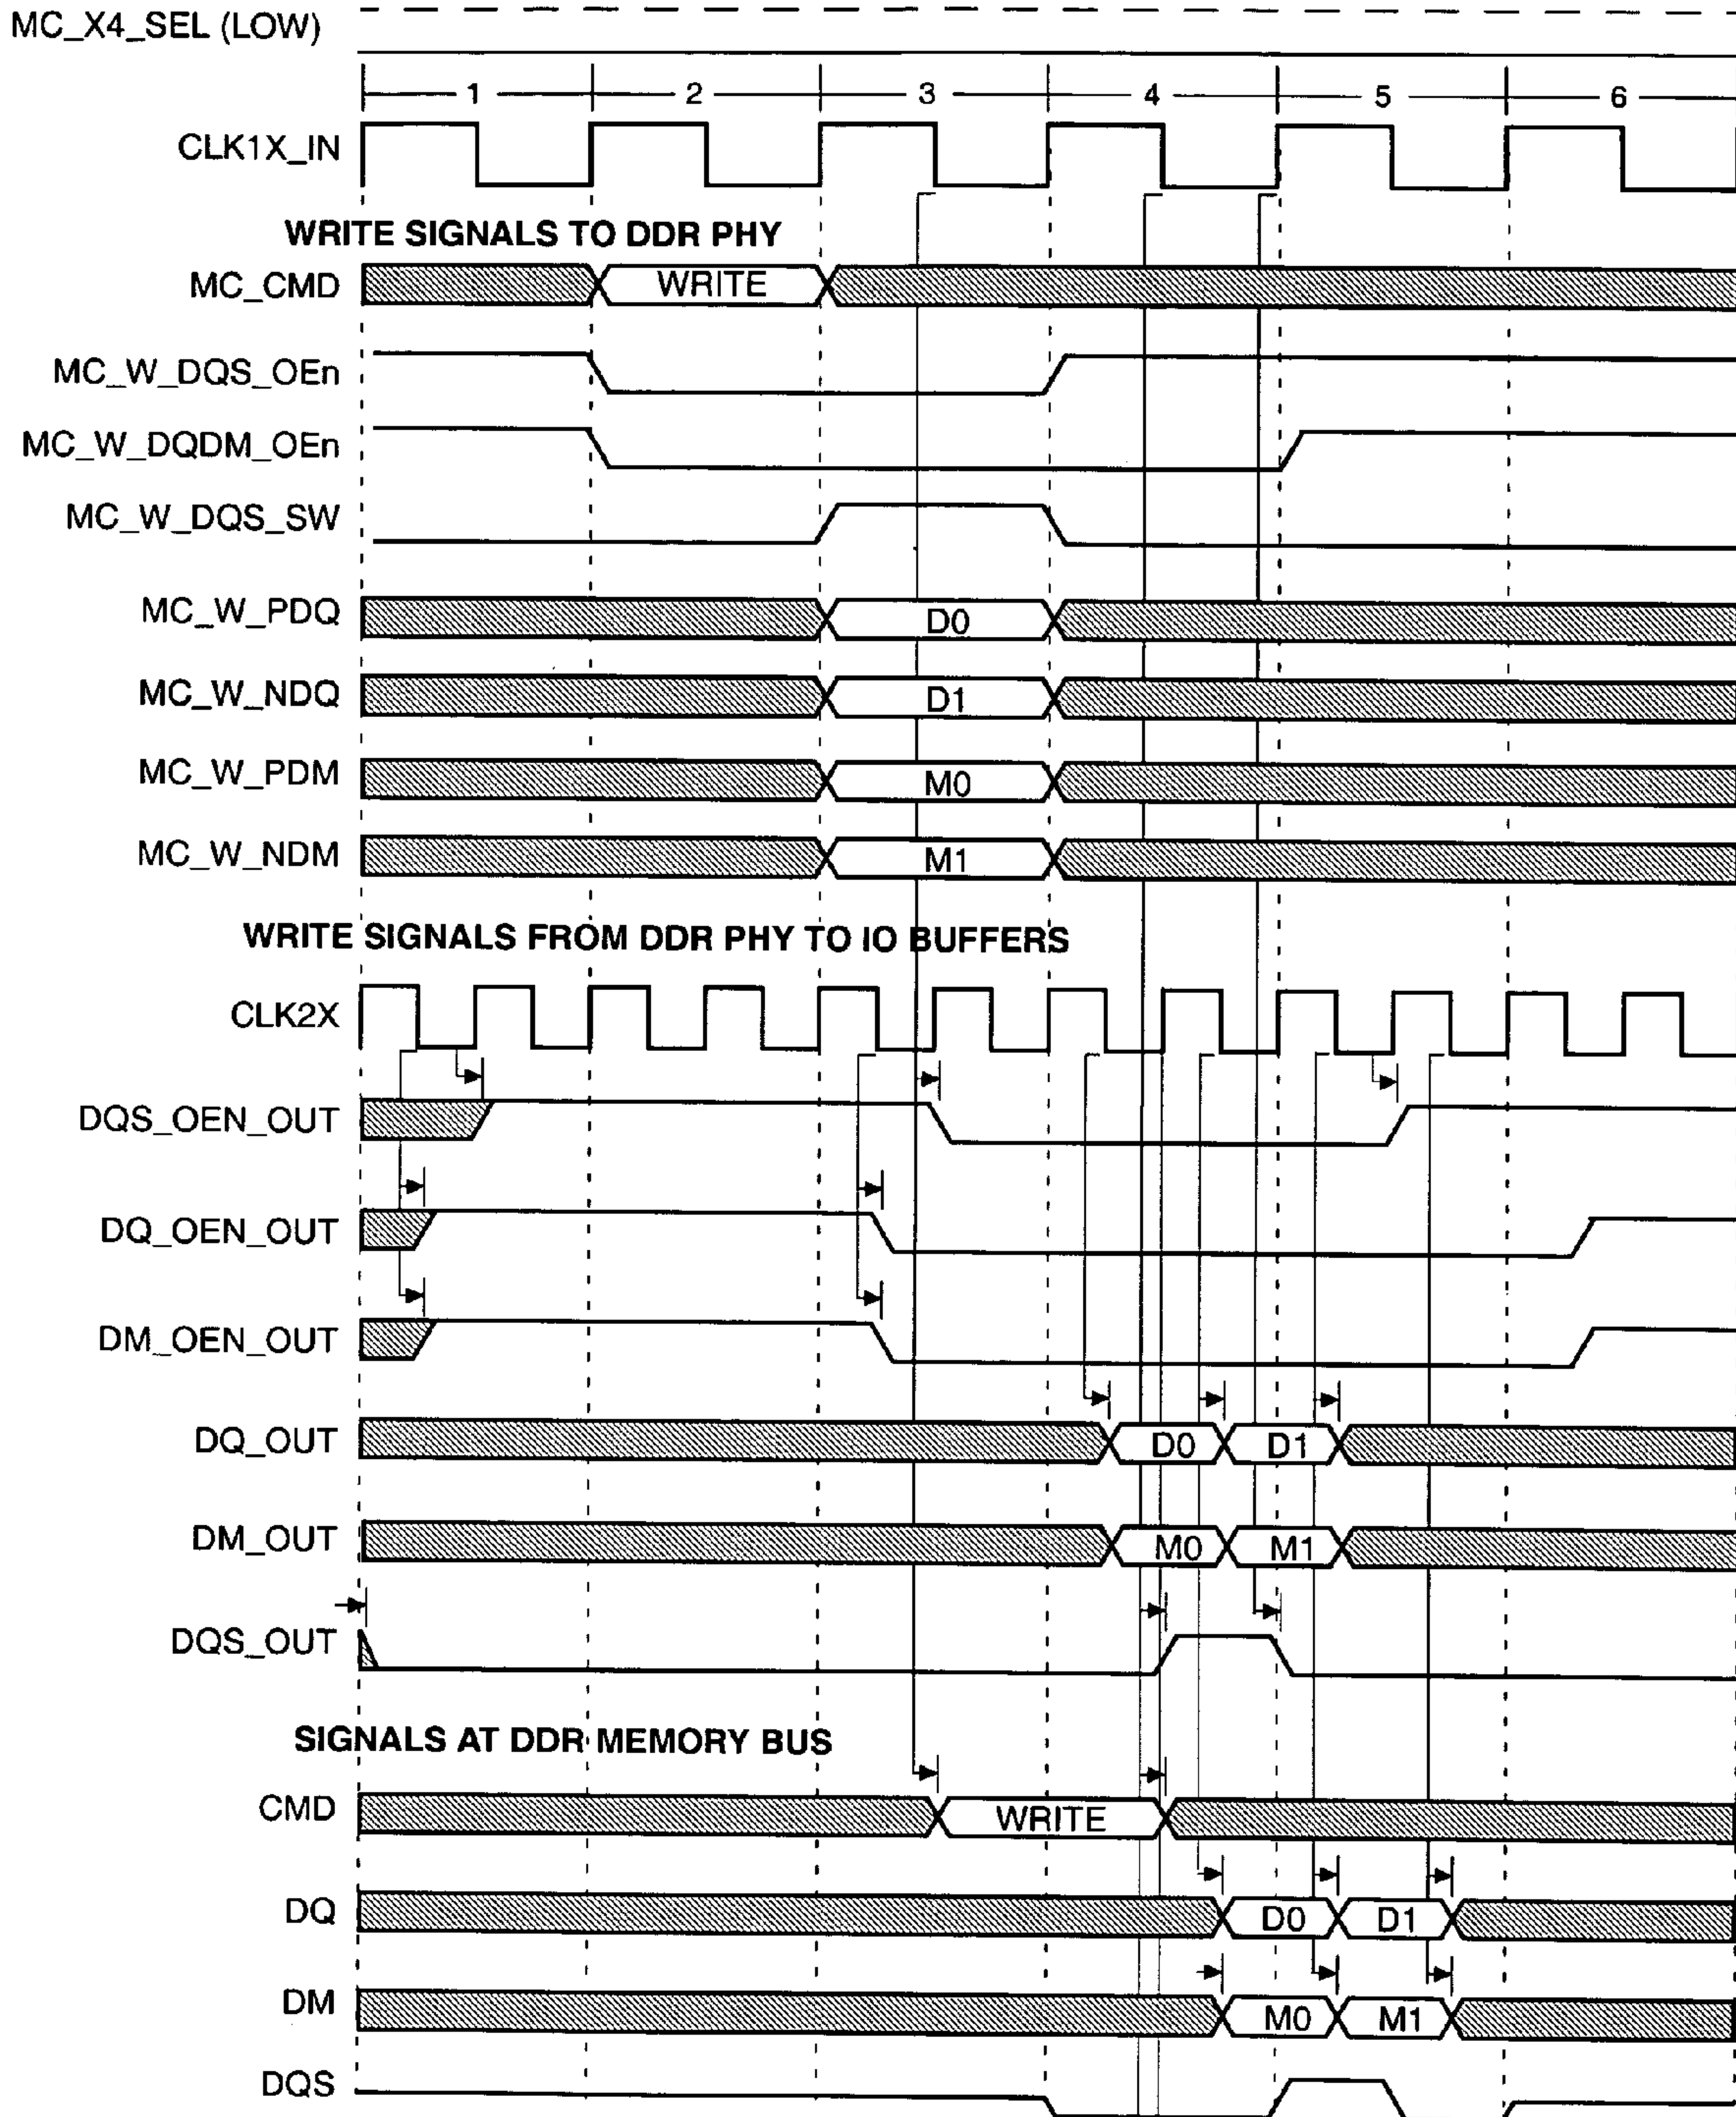 MC_X4_SEL (LOW)
1 2 3 4 5 6
CLK1X_IN
WRITE SIGNALS TO DDR PHY
MC_CMD WRITE
MC_W_DQS_OEn
MC_W_DQDM_OEn
MC_W_DQS_SW
MC_W_PDQ D0
MC_W_NDQ D1
MC_W_PDM M0
MC_W_NDM M1
WRITE SIGNALS FROM DDR PHY TO IO BUFFERS
CLK2X
DQS_OEN_OUT
DQ_OEN_OUT
DM_OEN_OUT
DQ_OUT D0 D1
DM_OUT M0 M1
DQS_OUT
SIGNALS AT DDR MEMORY BUS
CMD WRITE
DQ D0 D1
DM M0 M1
DQS